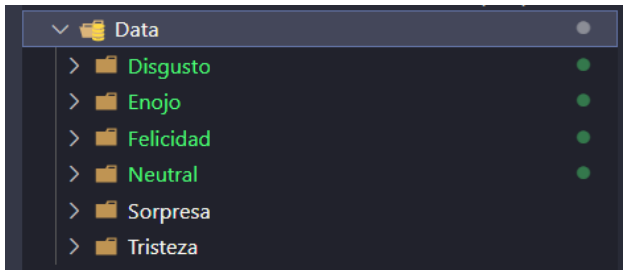 Data
Disgusto
Enojo
Felicidad
Neutral
Sorpresa
Tristeza